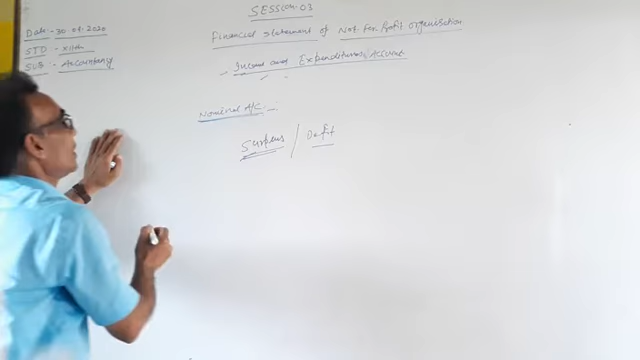 SESSION-03
Date - 30.07.2020
STD - XIIth
SUB - Accountancy
Financial statement of Not-For-Profit organisation
Income and Expenditure Account
Nominal A/C
Surplus / Deficit